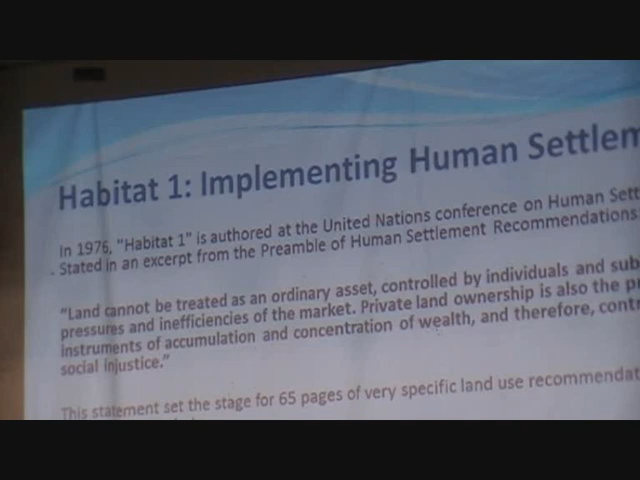 Habitat 1: Implementing Human Settlem
In 1976, "Habitat 1" is authored at the United Nations conference on Human Sett
. Stated in an excerpt from the Preamble of Human Settlement Recommendations
"Land cannot be treated as an ordinary asset, controlled by individuals and sub
pressures and inefficiencies of the market. Private land ownership is also the pr
instruments of accumulation and concentration of wealth, and therefore, cont
social injustice."
This statement set the stage for 65 pages of very specific land use recommendat